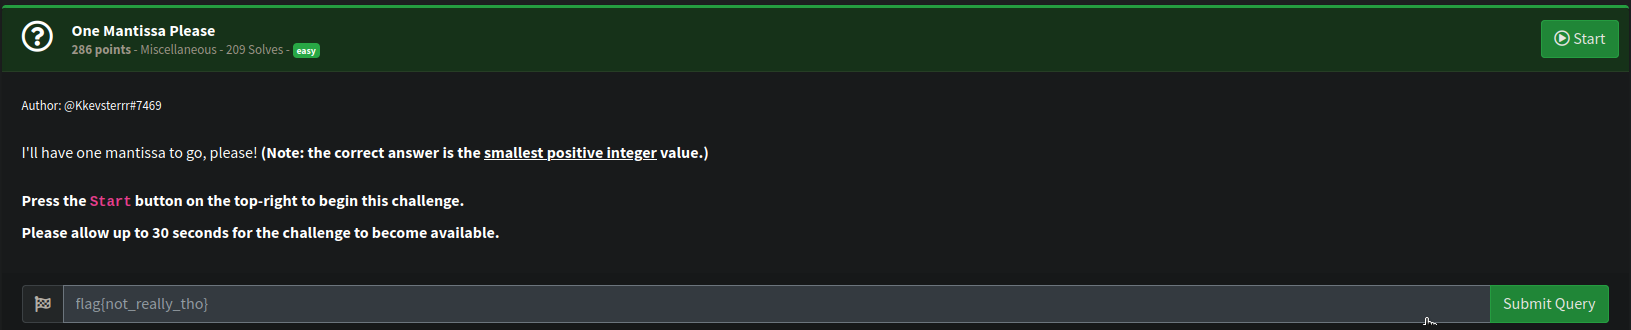 One Mantissa Please
286 points - Miscellaneous - 209 Solves - easy
Start
Author: @Kkevsterrr#7469
I'll have one mantissa to go, please! (Note: the correct answer is the smallest positive integer value.)
Press the Start button on the top-right to begin this challenge.
Please allow up to 30 seconds for the challenge to become available.
flag{not_really_tho}
Submit Query